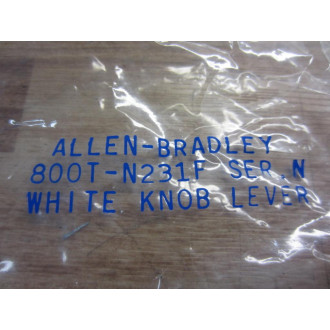 ALLEN-BRADLEY
800T-N231F SER.N
WHITE KNOB LEVER